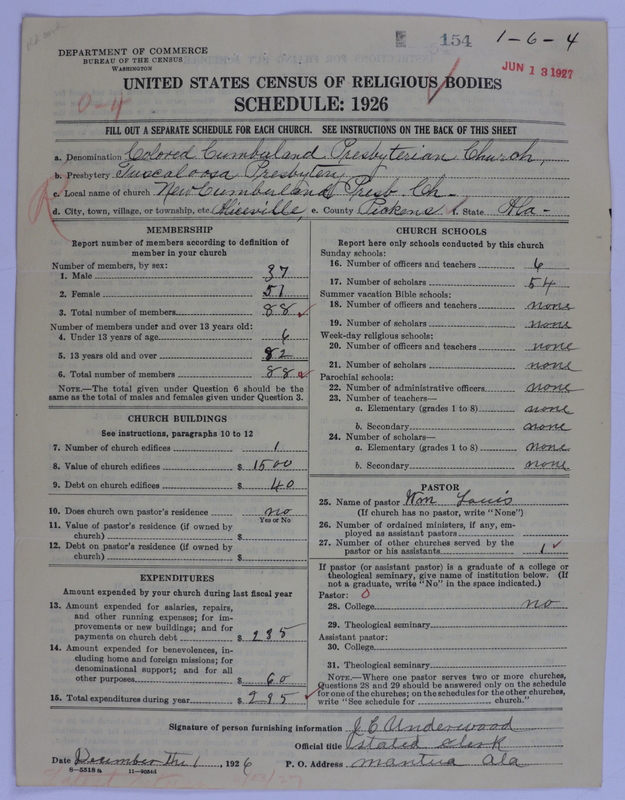 154
1-6-4
JUN 13 1927
DEPARTMENT OF COMMERCE
BUREAU OF THE CENSUS
WASHINGTON
UNITED STATES CENSUS OF RELIGIOUS BODIES
SCHEDULE: 1926
FILL OUT A SEPARATE SCHEDULE FOR EACH CHURCH. SEE INSTRUCTIONS ON THE BACK OF THIS SHEET
a. Denomination Colored Cumberland Presbyterian Church,
b. Presbytery Tuscaloosa Presbytery
c. Local name of church New Cumberland Presb. Ch-
d. City, town, village, or township, etc. Aliceville, e. County Pickens f. State Ala-
MEMBERSHIP
Report number of members according to definition of
member in your church
Number of members, by sex:
1. Male 37
2. Female 51
3. Total number of members 88
Number of members under and over 13 years old:
4. Under 13 years of age 6
5. 13 years old and over 82
6. Total number of members 88
NOTE.—The total given under Question 6 should be the
same as the total of males and females given under Question 3.
CHURCH BUILDINGS
See instructions, paragraphs 10 to 12
7. Number of church edifices 1
8. Value of church edifices $ 1500
9. Debt on church edifices $ 40
10. Does church own pastor's residence no
Yes or No
11. Value of pastor's residence (if owned by
church) $
12. Debt on pastor's residence (if owned by
church) $
EXPENDITURES
Amount expended by your church during last fiscal year
13. Amount expended for salaries, repairs,
and other running expenses; for im-
provements or new buildings; and for
payments on church debt $ 235
14. Amount expended for benevolences, in-
cluding home and foreign missions; for
denominational support; and for all
other purposes $ 60
15. Total expenditures during year $ 295
CHURCH SCHOOLS
Report here only schools conducted by this church
Sunday schools:
16. Number of officers and teachers 6
17. Number of scholars 54
Summer vacation Bible schools:
18. Number of officers and teachers none
19. Number of scholars none
Week-day religious schools:
20. Number of officers and teachers none
21. Number of scholars none
Parochial schools:
22. Number of administrative officers none
23. Number of teachers—
a. Elementary (grades 1 to 8) none
b. Secondary none
24. Number of scholars—
a. Elementary (grades 1 to 8) none
b. Secondary none
PASTOR
25. Name of pastor Wm Louis
(If church has no pastor, write "None")
26. Number of ordained ministers, if any, em-
ployed as assistant pastors
27. Number of other churches served by the
pastor or his assistants 1
If pastor (or assistant pastor) is a graduate of a college or
theological seminary, give name of institution below. (If
not a graduate, write "No" in the space indicated.)
Pastor: 0
28. College no
29. Theological seminary
Assistant pastor:
30. College
31. Theological seminary
NOTE.—Where one pastor serves two or more churches,
Questions 28 and 29 should be answered only on the schedule
for one of the churches; on the schedules for the other churches,
write "See schedule for church."
Signature of person furnishing information J. C. Underwood
Official title stated clerk
Date December the 1, 1926 P. O. Address mantua Ala
8—5518 a 11—9054d